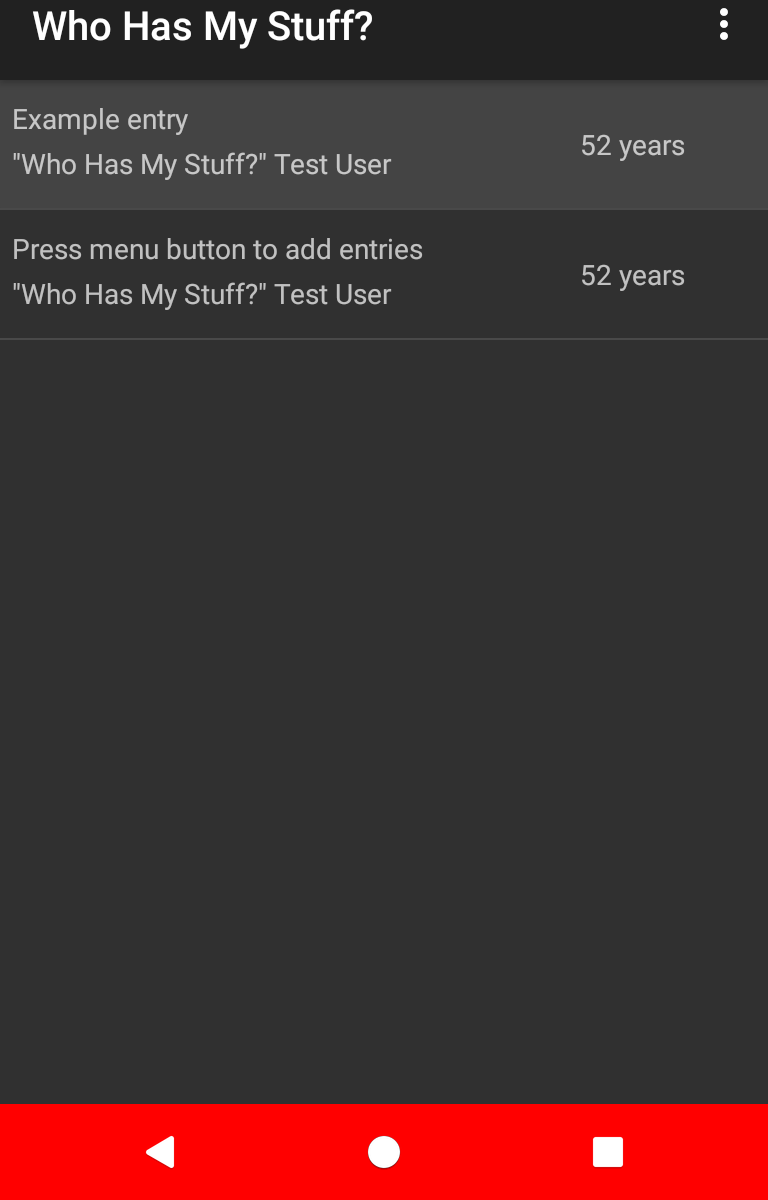 Who Has My Stuff?
Example entry
"Who Has My Stuff?" Test User
52 years
Press menu button to add entries
"Who Has My Stuff?" Test User
52 years